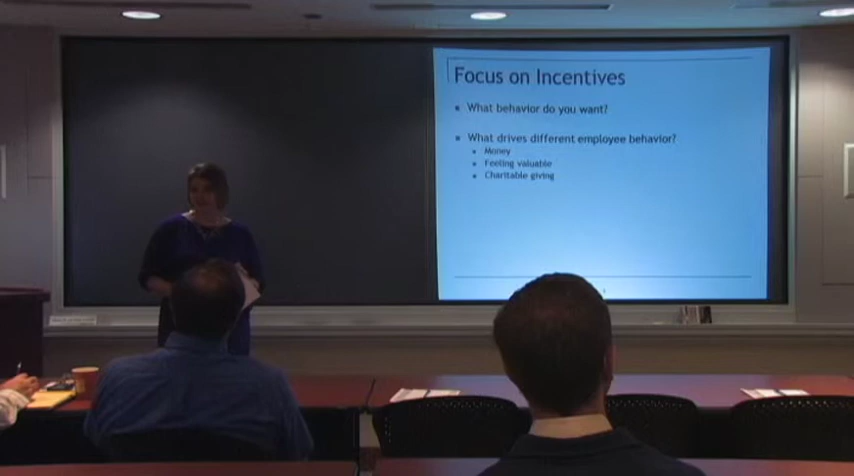 Focus on Incentives
What behavior do you want?
What drives different employee behavior?
Money
Feeling valuable
Charitable giving